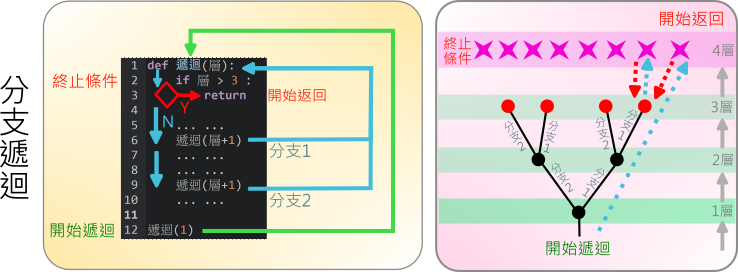 分支遞迴
終止條件
1 def 遞迴(層):
2 if 層 > 3 :
3 return
4
5 ... ...
6 遞迴(層+1)
7 ... ...
8 ... ...
9 遞迴(層+1)
10 ... ...
11
12 遞迴(1)
Y
N
開始返回
分支1
分支2
開始遞迴
開始返回
終止
條件
4層
3層
2層
1層
分支2
分支1
分支2
分支1
分支2
分支1
開始遞迴